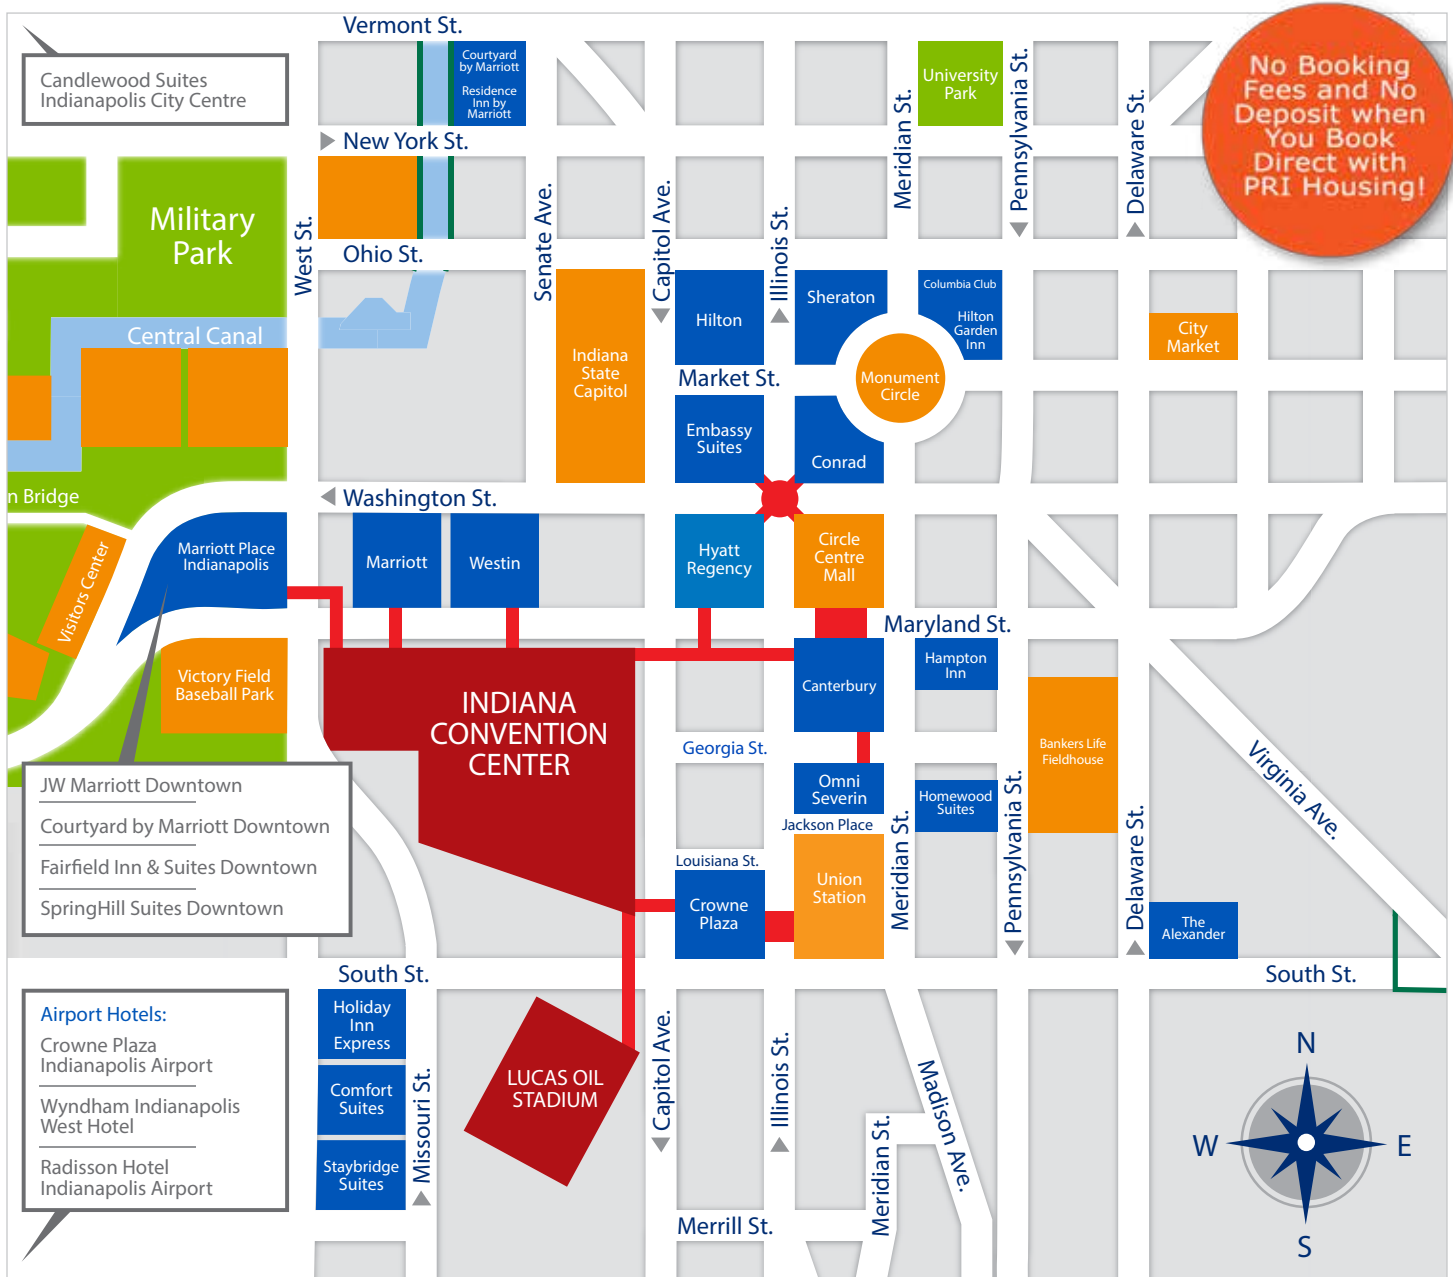 Vermont St.
Candlewood Suites
Indianapolis City Centre
Courtyard
by Marriott
Residence
Inn by
Marriott
University
Park
No Booking
Fees and No
Deposit when
You Book
Direct with
PRI Housing!
New York St.
Meridian St.
Pennsylvania St.
Delaware St.
Military
Park
West St.
Ohio St.
Senate Ave.
Capitol Ave.
Illinois St.
Central Canal
Hilton
Sheraton
Columbia Club
Hilton
Garden
Inn
City
Market
Indiana
State
Capitol
Market St.
Monument
Circle
Embassy
Suites
Conrad
n Bridge
Washington St.
Visitors Center
Marriott Place
Indianapolis
Marriott
Westin
Hyatt
Regency
Circle
Centre
Mall
Maryland St.
Victory Field
Baseball Park
INDIANA
CONVENTION
CENTER
Canterbury
Hampton
Inn
Georgia St.
Bankers Life
Fieldhouse
Virginia Ave.
JW Marriott Downtown
Courtyard by Marriott Downtown
Fairfield Inn & Suites Downtown
SpringHill Suites Downtown
Omni
Severin
Homewood
Suites
Jackson Place
Meridian St.
Pennsylvania St.
Delaware St.
Louisiana St.
Crowne
Plaza
Union
Station
The
Alexander
South St.
South St.
Airport Hotels:
Crowne Plaza
Indianapolis Airport
Wyndham Indianapolis
West Hotel
Radisson Hotel
Indianapolis Airport
Holiday
Inn
Express
Comfort
Suites
Staybridge
Suites
Missouri St.
LUCAS OIL
STADIUM
Capitol Ave.
Illinois St.
Meridian St.
Madison Ave.
Merrill St.
N
W
E
S